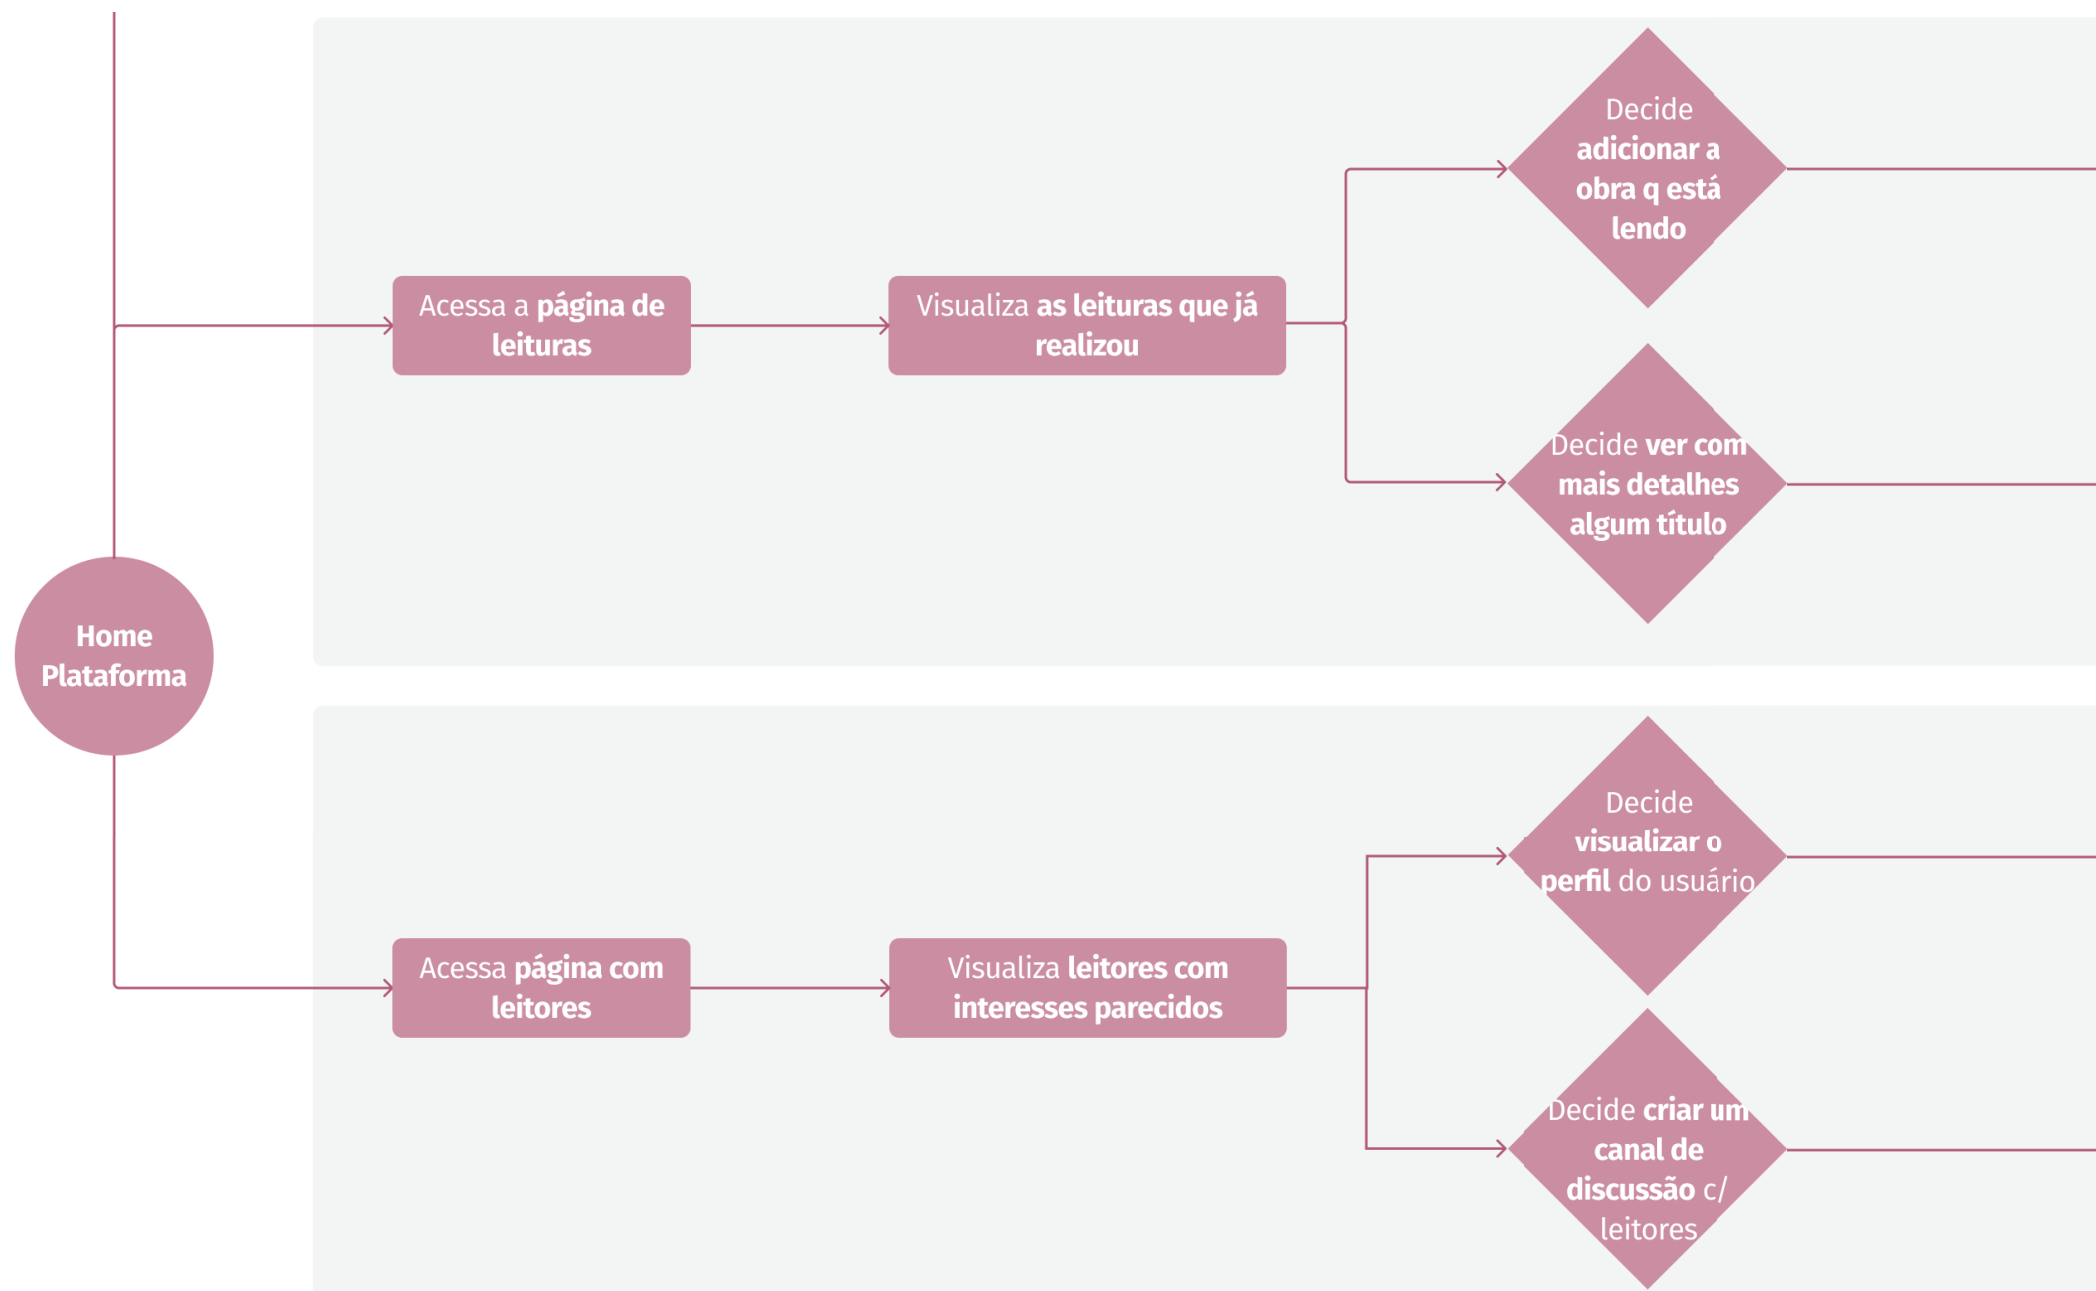 Decide
adicionar a
obra q está
lendo
Acessa a página de
leituras
Visualiza as leituras que já
realizou
Decide ver com
mais detalhes
algum título
Home
Plataforma
Decide
visualizar o
perfil do usuário
Acessa página com
leitores
Visualiza leitores com
interesses parecidos
Decide criar um
canal de
discussão c/
leitores